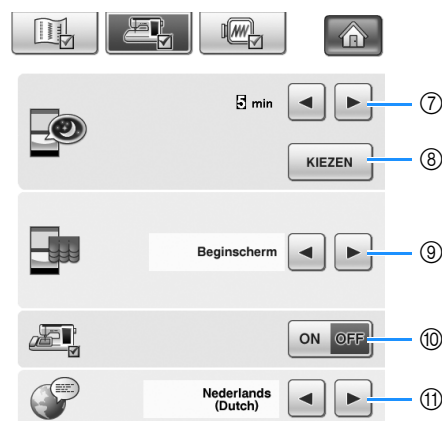 5 min
⑦
KIEZEN
⑧
Beginscherm
⑨
ON OFF
⑩
Nederlands
(Dutch)
⑪